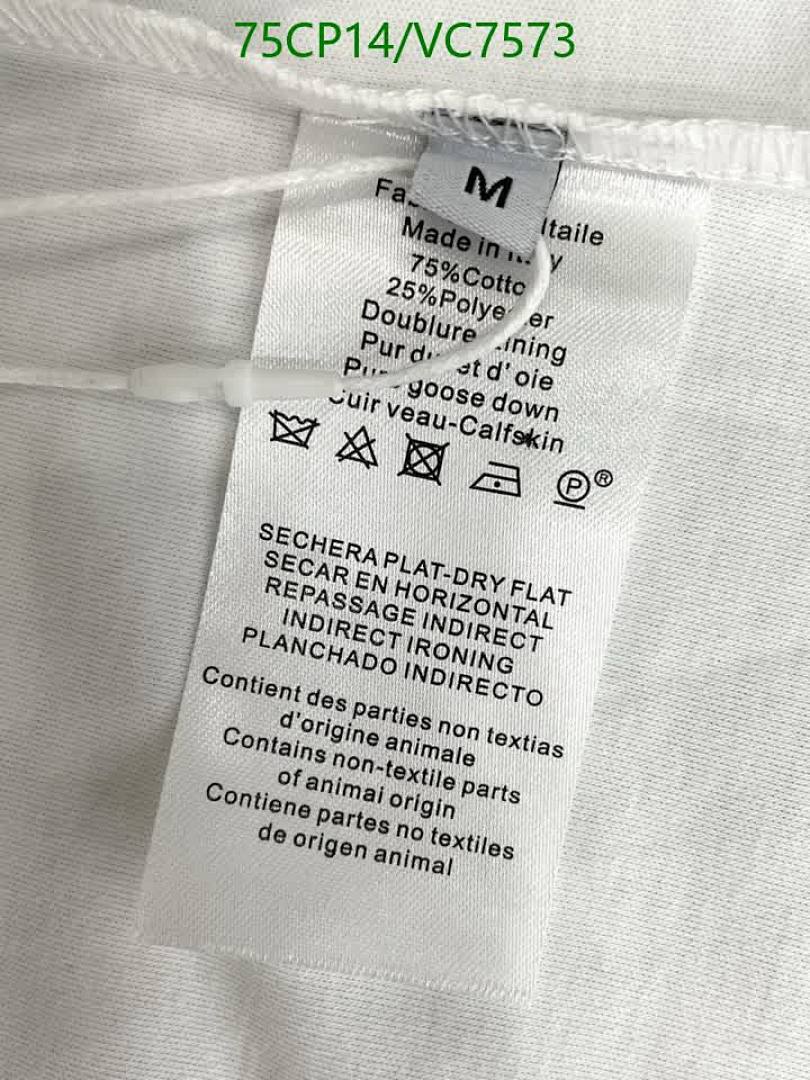 75CP14/VC7573
M
Itaile
Made in
75%Cotto
25%Polye er
Doublure ining
Pur d et d' oie
goose down
Cuir veau-Calfskin
P ®
SECHERA PLAT-DRY FLAT
SECAR EN HORIZONTAL
REPASSAGE INDIRECT
INDIRECT IRONING
PLANCHADO INDIRECTO
Contient des parties non textias
d'origine animale
Contains non-textile parts
of animai origin
Contiene partes no textiles
de origen animal